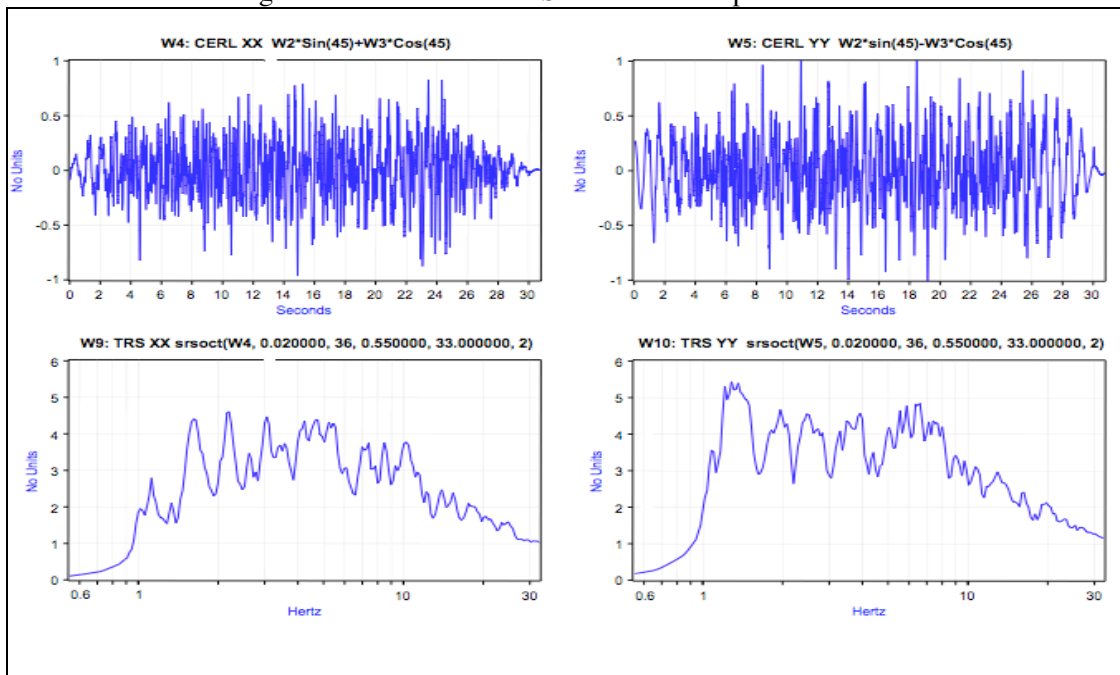 W4: CERL XX W2*Sin(45)+W3*Cos(45)
1
0.5
0
-0.5
-1
No Units
0 2 4 6 8 10 12 14 16 18 20 22 24 26 28 30
Seconds
W5: CERL YY W2*sin(45)-W3*Cos(45)
1
0.5
0
-0.5
-1
No Units
0 2 4 6 8 10 12 14 16 18 20 22 24 26 28 30
Seconds
W9: TRS XX srsoct(W4, 0.020000, 36, 0.550000, 33.000000, 2)
6
5
4
3
2
1
0
No Units
0.6 1 10 30
Hertz
W10: TRS YY srsoct(W5, 0.020000, 36, 0.550000, 33.000000, 2)
6
5
4
3
2
1
0
No Units
0.6 1 10 30
Hertz